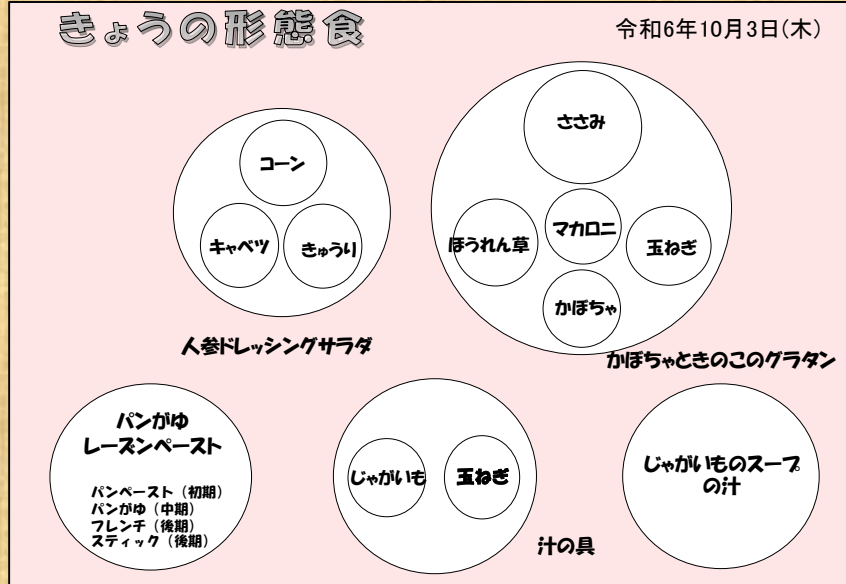 きょうの形態食
令和6年10月3日(木)
コーン
キャベツ
きゅうり
人参ドレッシングサラダ
ささみ
ほうれん草
マカロニ
玉ねぎ
かぼちゃ
かぼちゃときのこのグラタン
パンがゆ
レーズンペースト
パンペースト（初期）
パンがゆ（中期）
フレンチ（後期）
スティック（後期）
じゃがいも
玉ねぎ
汁の具
じゃがいものスープ
の汁